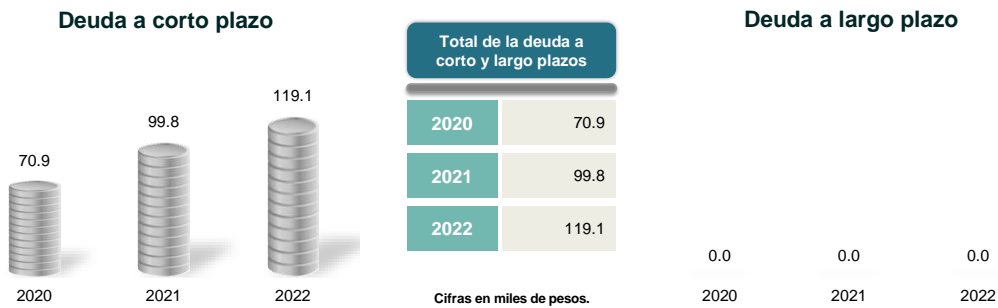 Deuda a corto plazo
70.9
99.8
119.1
2020
2021
2022
Total de la deuda a
corto y largo plazos
2020 70.9
2021 99.8
2022 119.1
Cifras en miles de pesos.
Deuda a largo plazo
0.0 0.0 0.0
2020 2021 2022